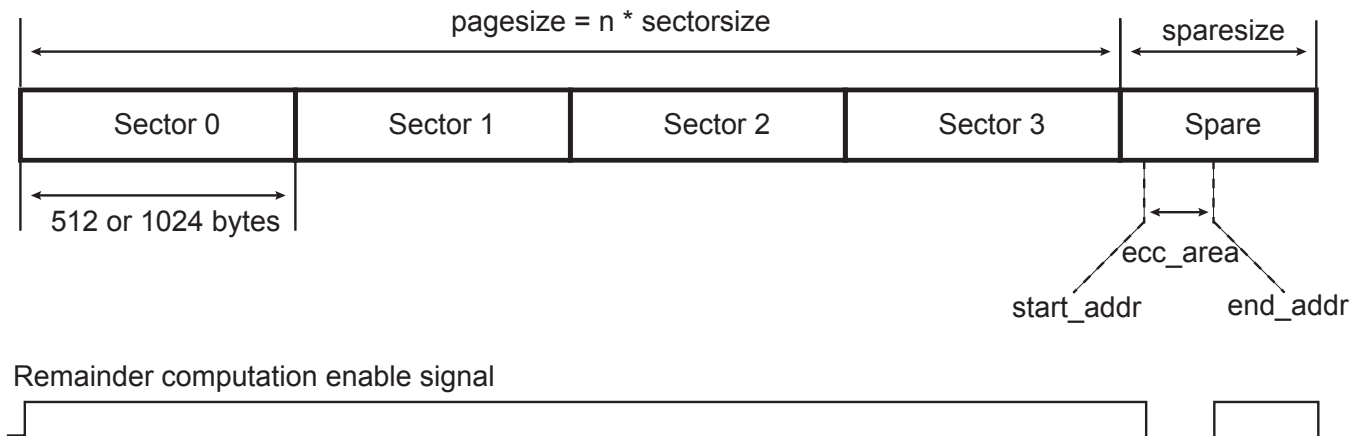 pagesize = n * sectorsize
sparesize
Sector 0
Sector 1
Sector 2
Sector 3
Spare
512 or 1024 bytes
ecc_area
start_addr
end_addr
Remainder computation enable signal